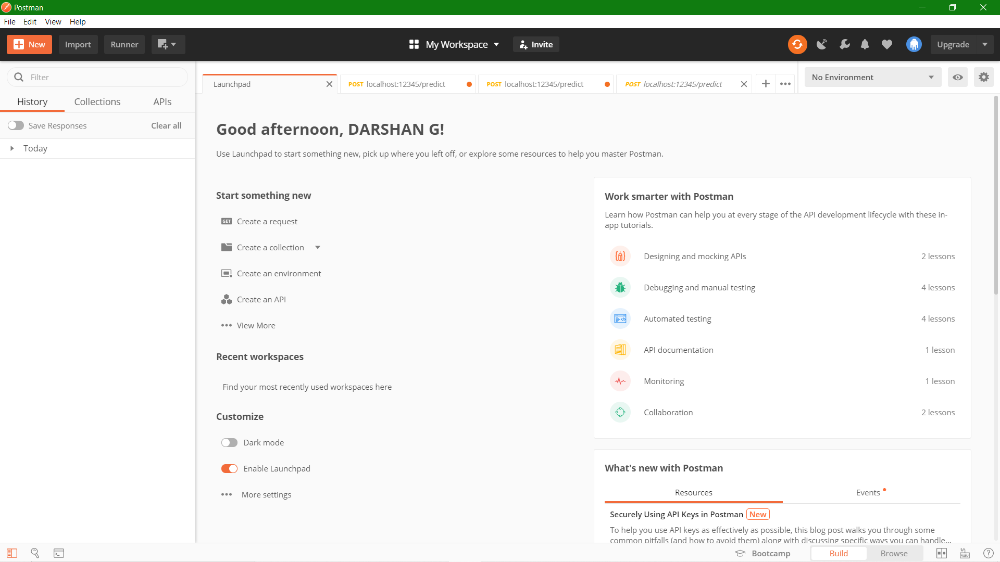 Postman
File Edit View Help
New Import Runner My Workspace Invite Upgrade
Filter
History Collections APIs
Save Responses Clear all
Today
Launchpad POST localhost:12345/predict POST localhost:12345/predict POST localhost:12345/predict No Environment
Good afternoon, DARSHAN G!
Use Launchpad to start something new, pick up where you left off, or explore some resources to help you master Postman.
Start something new
GET Create a request
Create a collection
Create an environment
Create an API
View More
Recent workspaces
Find your most recently used workspaces here
Customize
Dark mode
Enable Launchpad
More settings
Work smarter with Postman
Learn how Postman can help you at every stage of the API development lifecycle with these in-
app tutorials.
Designing and mocking APIs 2 lessons
Debugging and manual testing 4 lessons
Automated testing 4 lessons
API documentation 1 lesson
Monitoring 1 lesson
Collaboration 2 lessons
What's new with Postman
Resources Events
Securely Using API Keys in Postman New
To help you use API keys as effectively as possible, this blog post walks you through some
common pitfalls (and how to avoid them) along with discussing specific ways you can handle...
Bootcamp Build Browse